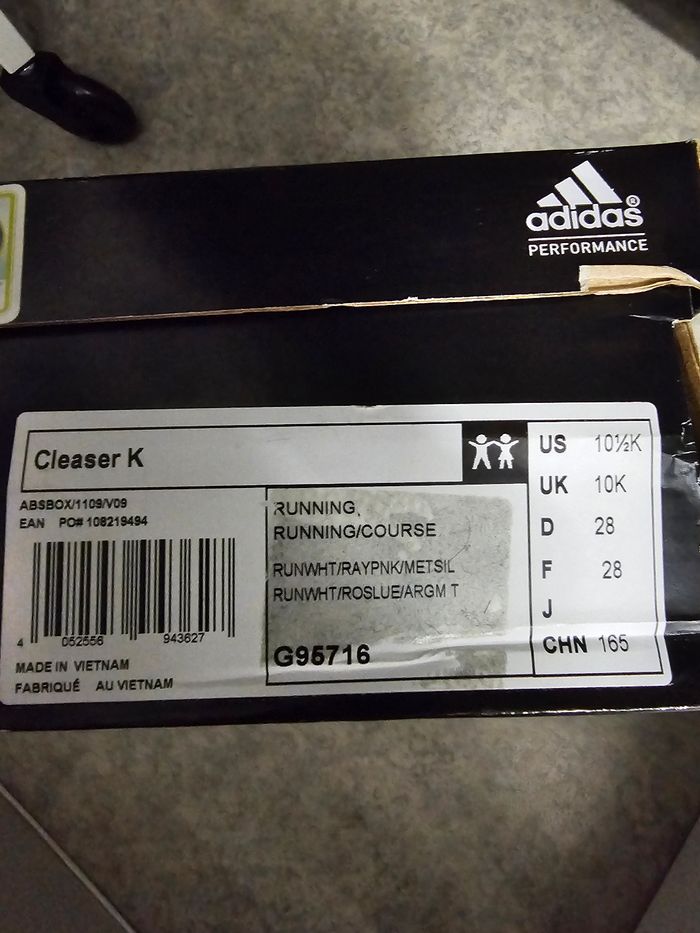 adidas®
PERFORMANCE
Cleaser K
ABSBOX/1109/V09
EAN PO# 108219494
4 052556 943627
MADE IN VIETNAM
FABRIQUÉ AU VIETNAM
RUNNING,
RUNNING/COURSE
RUNWHT/RAYPNK/METSIL
RUNWHT/ROSLUE/ARGM T
G95716
US 10½K
UK 10K
D 28
F 28
J
CHN 165